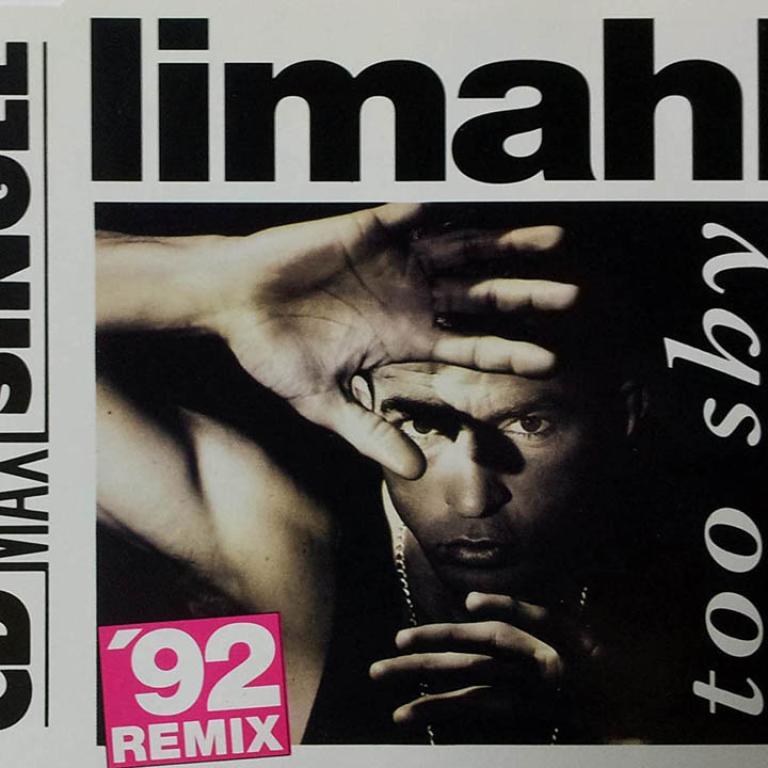 limahl
too shy
CD MAXI SINGLE
'92
REMIX